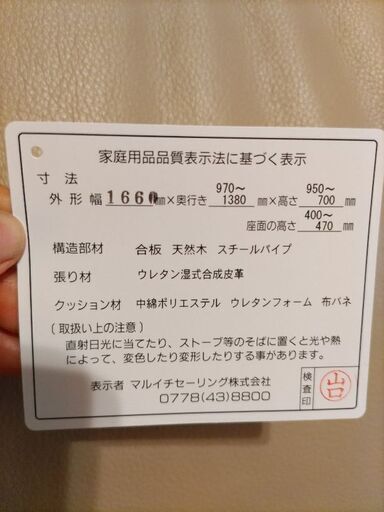 家庭用品品質表示法に基づく表示
寸法
外形 幅1660㎜×奥行き970〜1380㎜×高さ950〜700㎜
座面の高さ400〜470㎜
構造部材 合板 天然木 スチールパイプ
張り材 ウレタン湿式合成皮革
クッション材 中綿ポリエステル ウレタンフォーム 布バネ
(取扱い上の注意)
直射日光に当てたり、ストーブ等のそばに置くと光や熱
によって、変色したり変形したりする事があります。
表示者 マルイチセーリング株式会社
0778(43)8800
検査印
山口